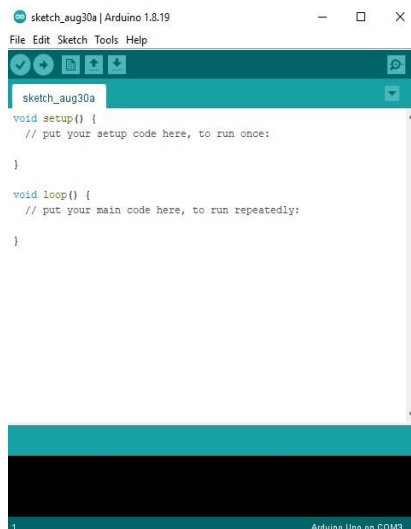 sketch_aug30a | Arduino 1.8.19
File Edit Sketch Tools Help
sketch_aug30a
void setup() {
  // put your setup code here, to run once:

}

void loop() {
  // put your main code here, to run repeatedly:

}
1
Arduino Uno on COM3